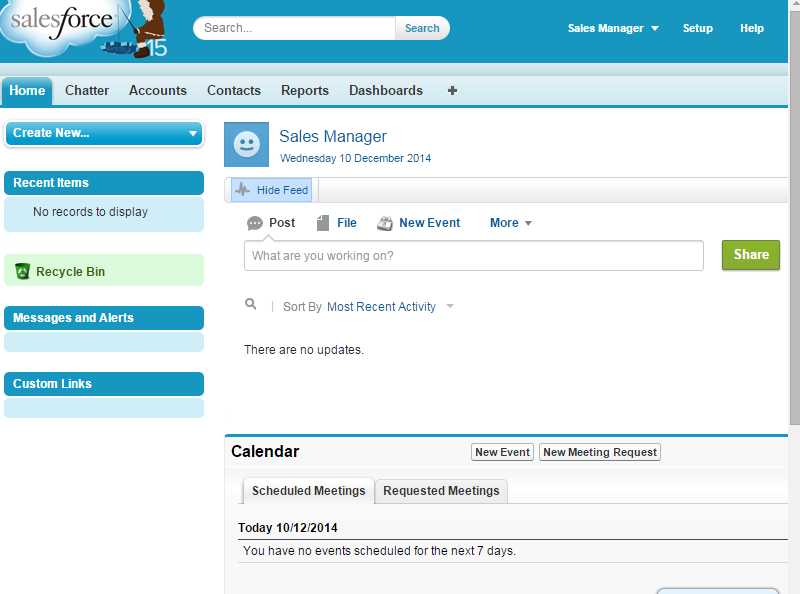 salesforce
15
Search...
Search
Sales Manager
Setup
Help
Home
Chatter
Accounts
Contacts
Reports
Dashboards
Create New...
Recent Items
No records to display
Recycle Bin
Messages and Alerts
Custom Links
Sales Manager
Wednesday 10 December 2014
Hide Feed
Post
File
New Event
More
What are you working on?
Share
Sort By Most Recent Activity
There are no updates.
Calendar
New Event
New Meeting Request
Scheduled Meetings
Requested Meetings
Today 10/12/2014
You have no events scheduled for the next 7 days.